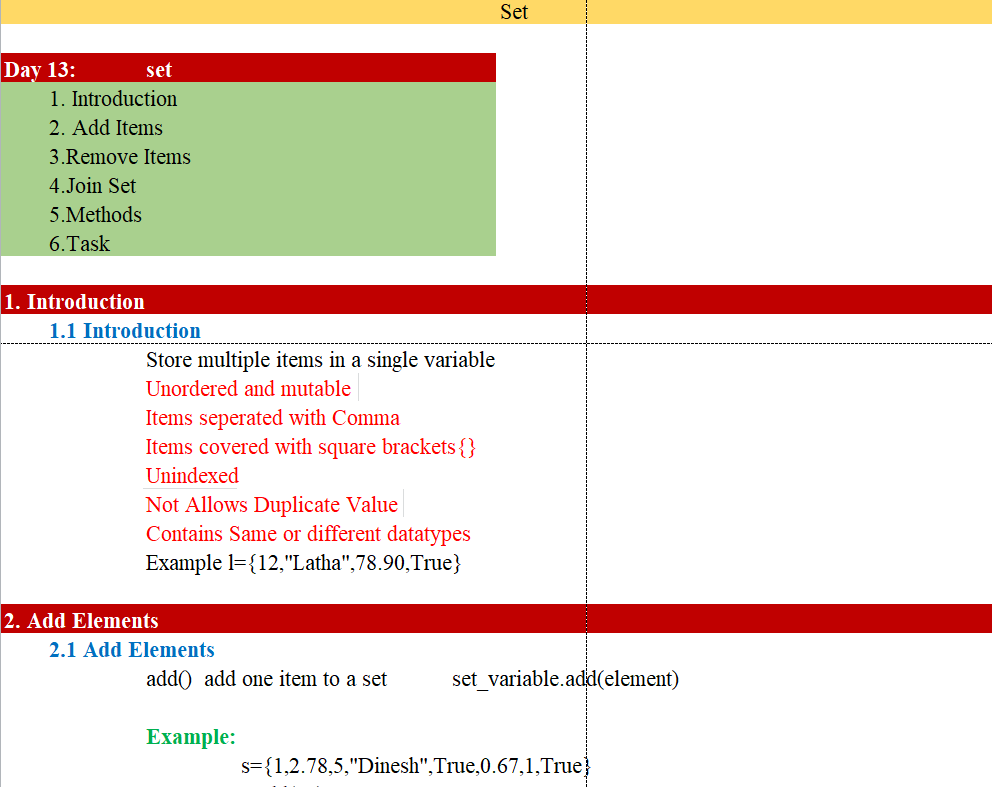 Set
Day 13: set
1. Introduction
2. Add Items
3.Remove Items
4.Join Set
5.Methods
6.Task
1. Introduction
1.1 Introduction
Store multiple items in a single variable
Unordered and mutable
Items seperated with Comma
Items covered with square brackets{}
Unindexed
Not Allows Duplicate Value
Contains Same or different datatypes
Example l={12,"Latha",78.90,True}
2. Add Elements
2.1 Add Elements
add() add one item to a set set_variable.add(element)
Example:
s={1,2.78,5,"Dinesh",True,0.67,1,True}